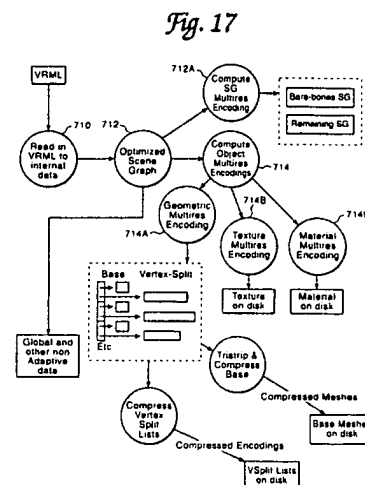 Fig. 17
VRML
710
Read in
VRML to
internal
data
712
Optimized
Scene
Graph
712A
Compute
SG
Multires
Encoding
Bare-bones SG
Remaining SG
Compute
Object
Multires
Encodings
714
Geometric
Multires
Encoding
714A
714B
Texture
Multires
Encoding
Material
Multires
Encoding
Texture
on disk
Material
on disk
Base
Vertex-Split
Etc
Global and
other non
Adaptive
data
Tristrip &
Compress
Base
Compressed Meshes
Base Meshes
on disk
Compress
Vertex
Split
Lists
Compressed Encodings
VSplit Lists
on disk